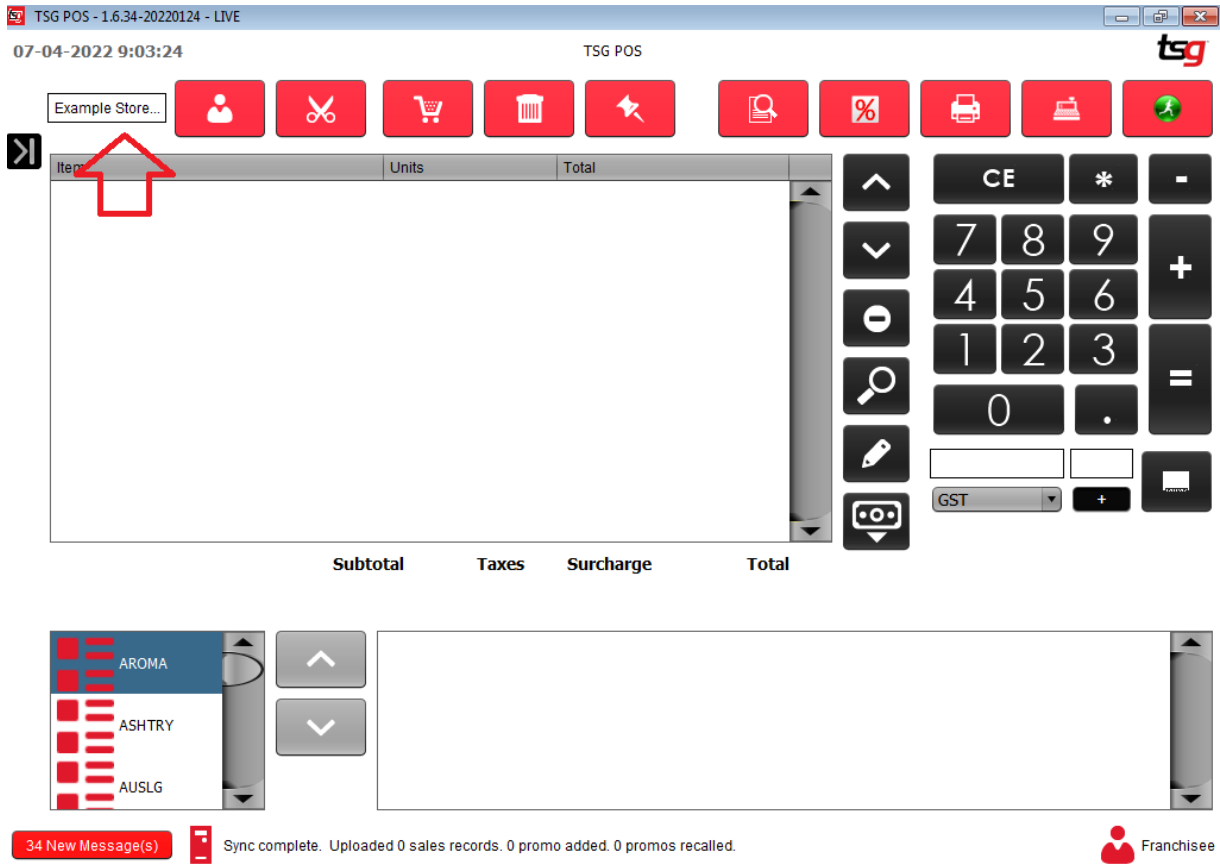 TSG POS - 1.6.34-20220124 - LIVE
07-04-2022 9:03:24
TSG POS
tsg
Example Store...
%
Item
Units
Total
CE * -
7 8 9 +
4 5 6
1 2 3 =
0 .
GST +
Subtotal Taxes Surcharge Total
AROMA
ASHTRY
AUSLG
34 New Message(s)
Sync complete. Uploaded 0 sales records. 0 promo added. 0 promos recalled.
Franchisee